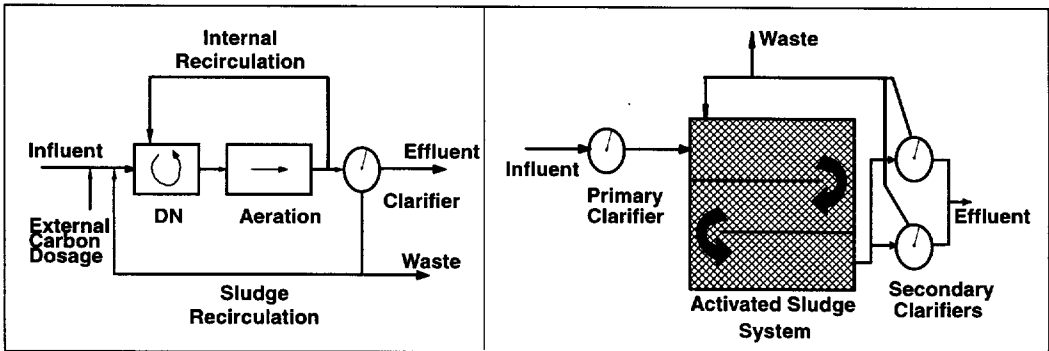 Internal
Recirculation
Influent
Effluent
External
Carbon
Dosage
DN
Aeration
Clarifier
Waste
Sludge
Recirculation
Waste
Influent
Primary
Clarifier
Effluent
Activated Sludge
System
Secondary
Clarifiers